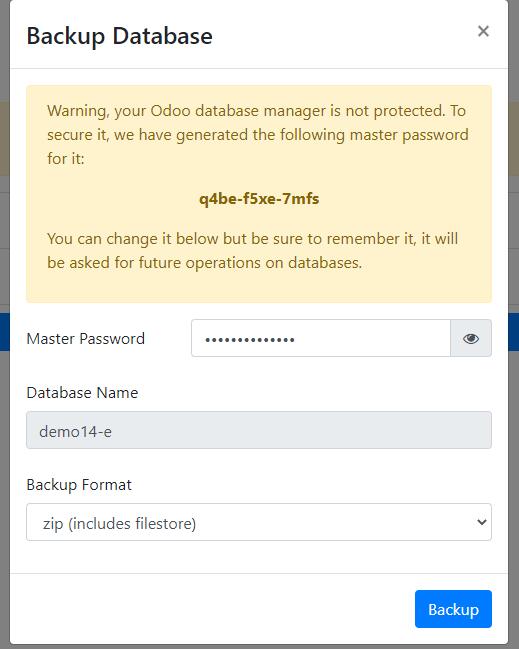 Backup Database
×
Warning, your Odoo database manager is not protected. To
secure it, we have generated the following master password
for it:
q4be-f5xe-7mfs
You can change it below but be sure to remember it, it will
be asked for future operations on databases.
Master Password
••••••••••••••
Database Name
demo14-e
Backup Format
zip (includes filestore)
Backup